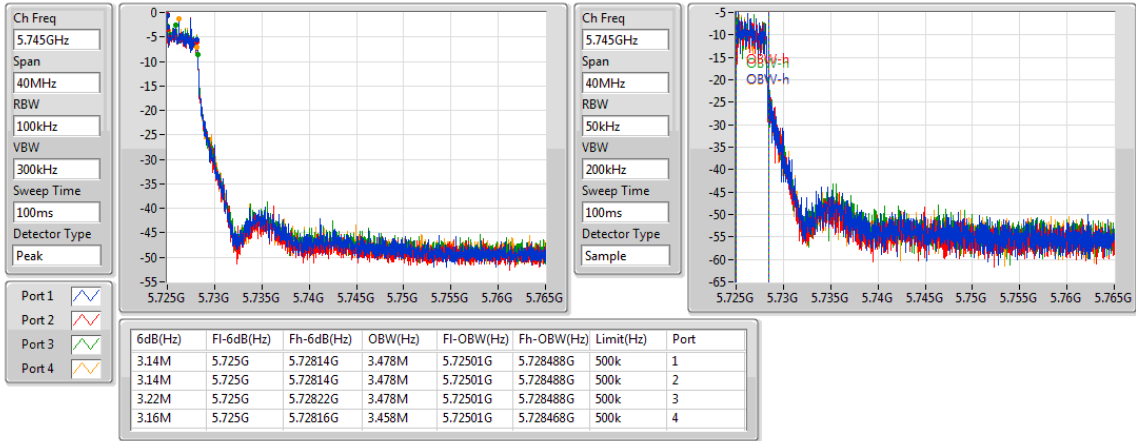 Ch Freq
5.745GHz
Span
40MHz
RBW
100kHz
VBW
300kHz
Sweep Time
100ms
Detector Type
Peak
0
-5
-10
-15
-20
-25
-30
-35
-40
-45
-50
-55
5.725G 5.73G 5.735G 5.74G 5.745G 5.75G 5.755G 5.76G 5.765G
Ch Freq
5.745GHz
Span
40MHz
RBW
50kHz
VBW
200kHz
Sweep Time
100ms
Detector Type
Sample
-5
-10
-15
-20
-25
-30
-35
-40
-45
-50
-55
-60
-65
OBW-h
OBW-h
5.725G 5.73G 5.735G 5.74G 5.745G 5.75G 5.755G 5.76G 5.765G
Port 1
Port 2
Port 3
Port 4
6dB(Hz) Fl-6dB(Hz) Fh-6dB(Hz) OBW(Hz) Fl-OBW(Hz) Fh-OBW(Hz) Limit(Hz) Port
3.14M 5.725G 5.72814G 3.478M 5.72501G 5.728488G 500k 1
3.14M 5.725G 5.72814G 3.478M 5.72501G 5.728488G 500k 2
3.22M 5.725G 5.72822G 3.478M 5.72501G 5.728488G 500k 3
3.16M 5.725G 5.72816G 3.458M 5.72501G 5.728468G 500k 4